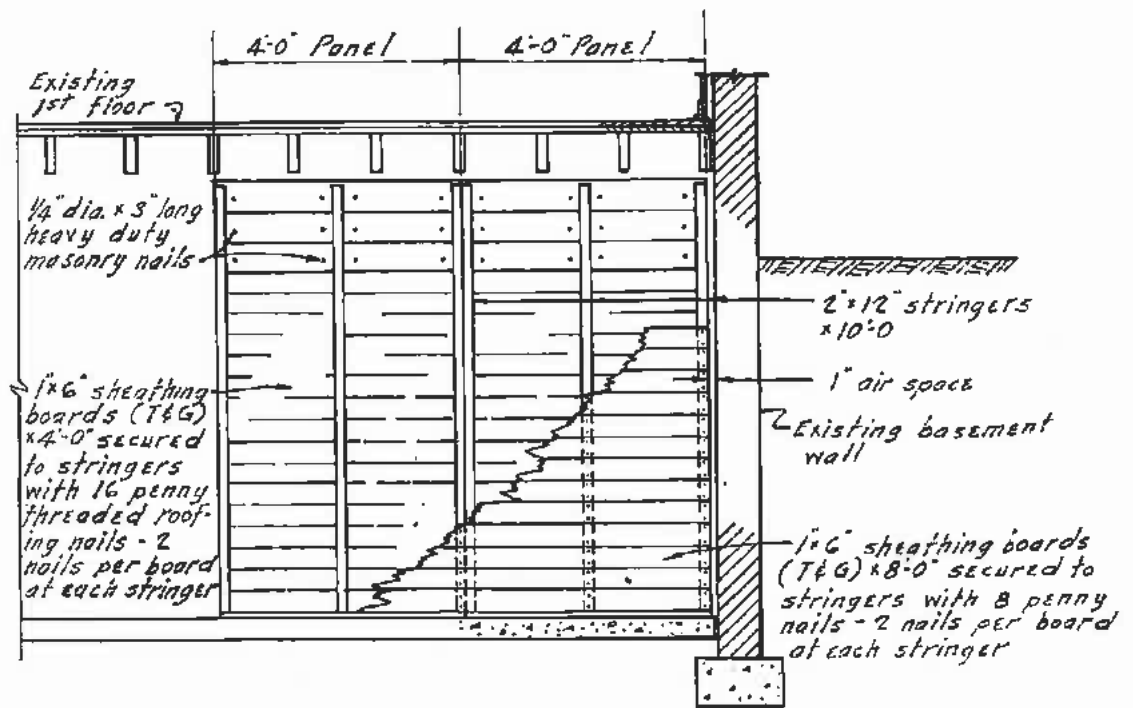 4'-0" Panel
4'-0" Panel
Existing
1st floor
1/4" dia. x 3" long
heavy duty
masonry nails
2" x 12" stringers
x 10'-0
1" air space
Existing basement
wall
1"x 6" sheathing
boards (T&G)
x 4'-0" secured
to stringers
with 16 penny
threaded roof-
ing nails - 2
nails per board
at each stringer
1x 6" sheathing boards
(T&G) x 8'-0" secured to
stringers with 8 penny
nails - 2 nails per board
at each stringer